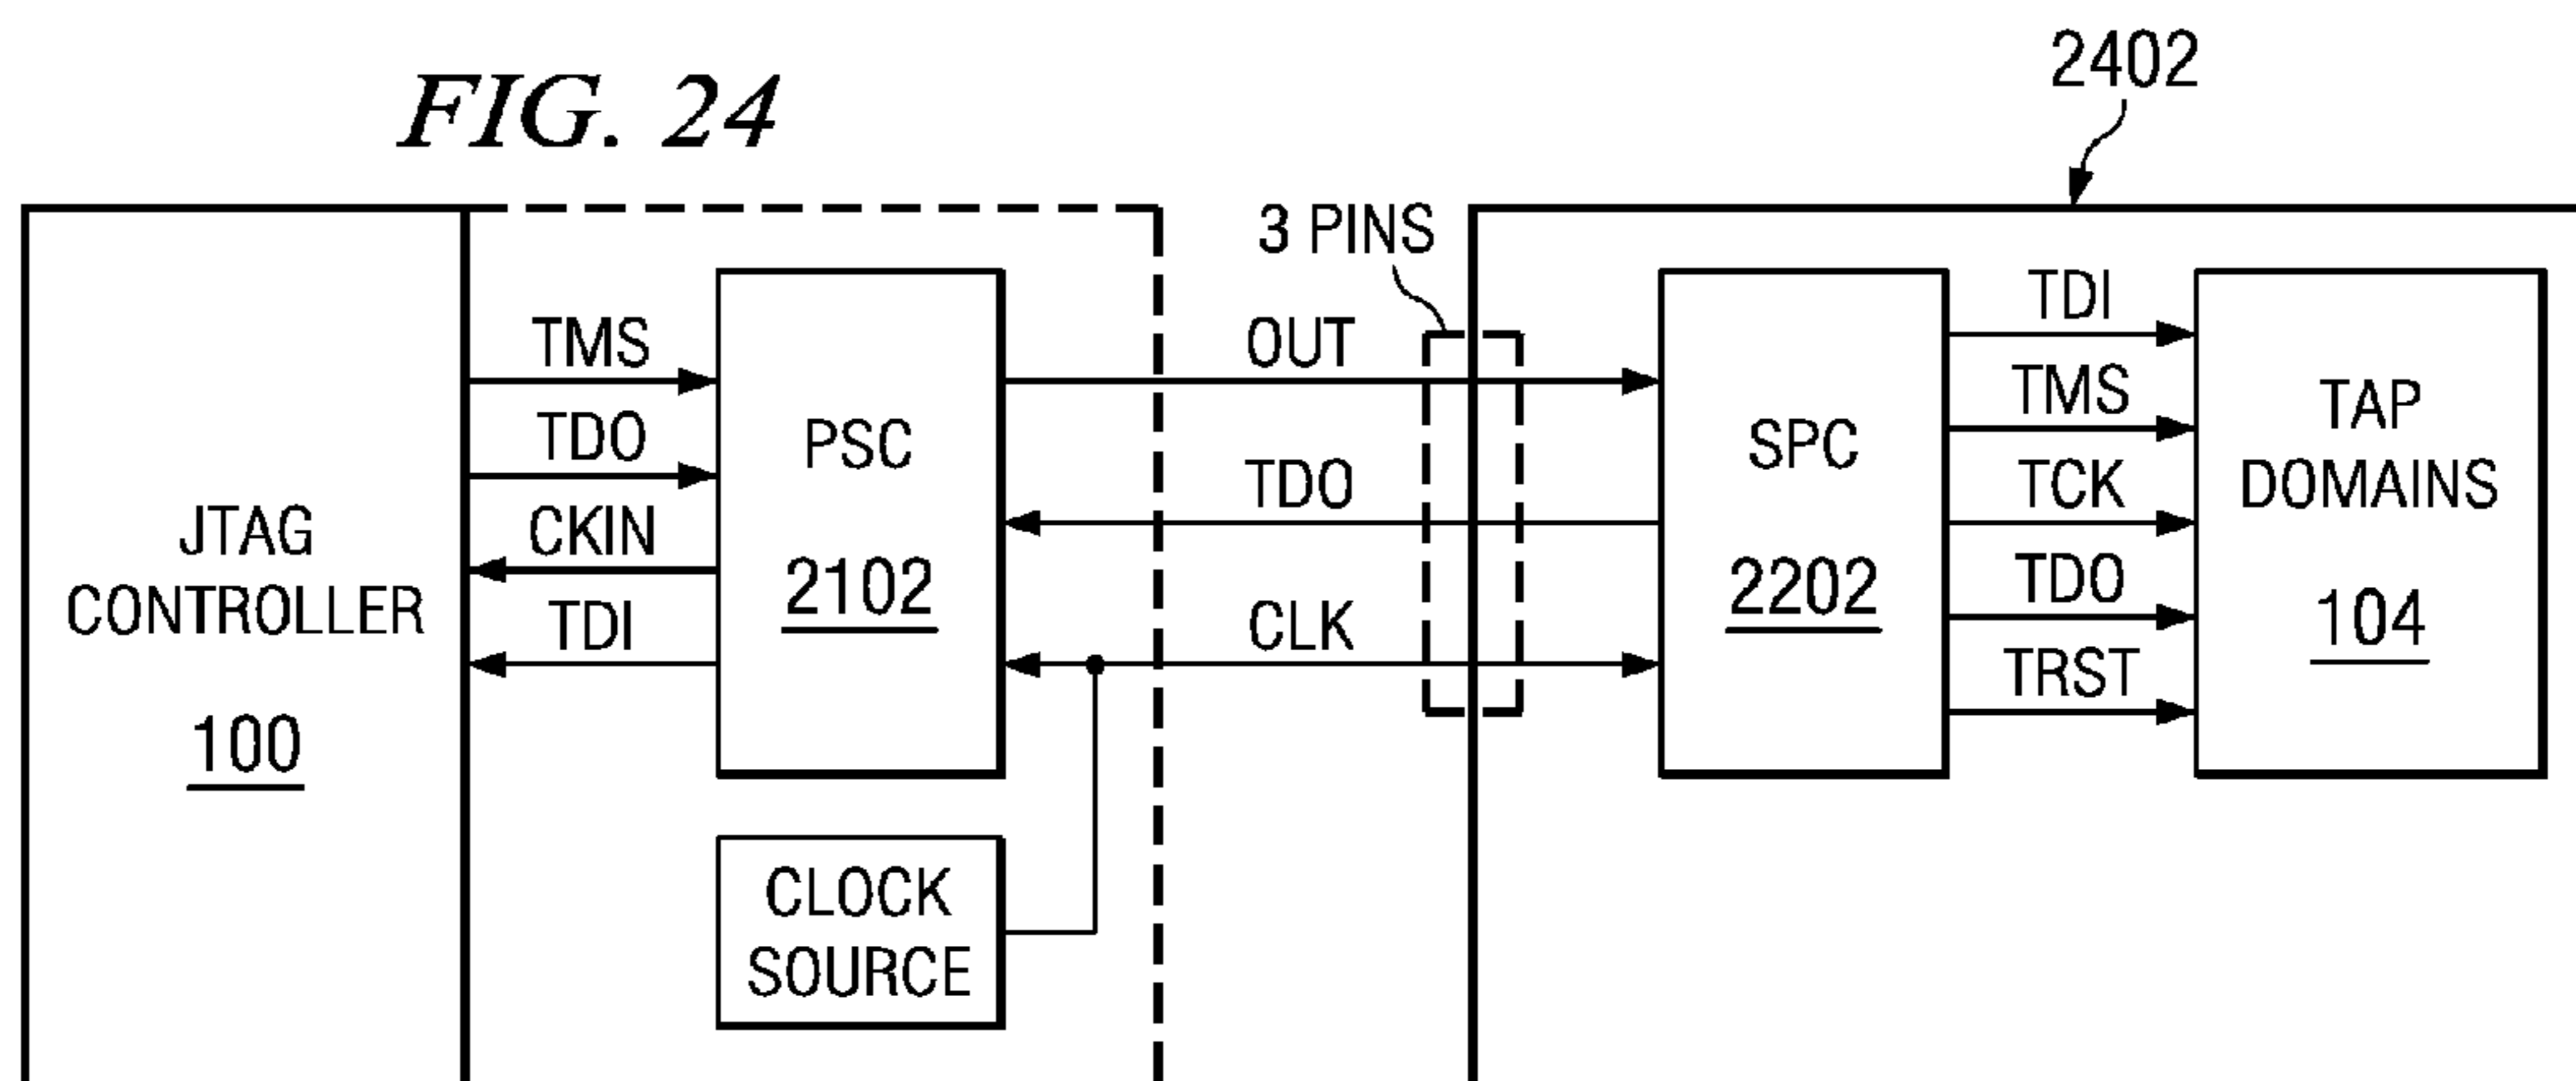 FIG. 24
2402
3 PINS
JTAG
CONTROLLER
100
TMS
TDO
CKIN
TDI
PSC
2102
CLOCK
SOURCE
OUT
TDO
CLK
SPC
2202
TDI
TMS
TCK
TDO
TRST
TAP
DOMAINS
104